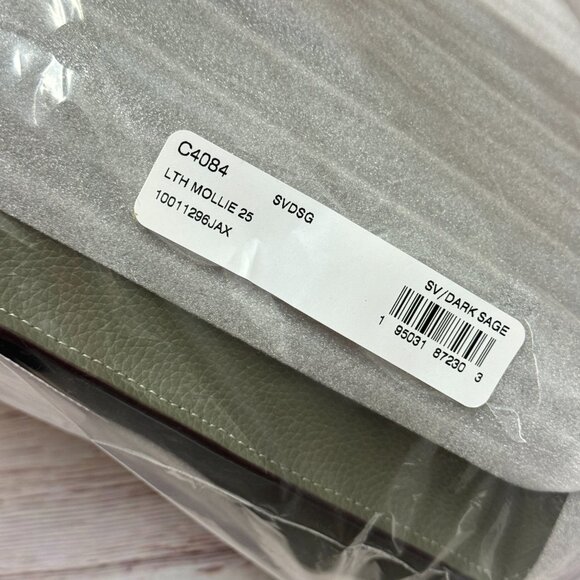 C4084 SVDSG
LTH MOLLIE 25
10011296JAX
SV/DARK SAGE
1 95031 87230 3